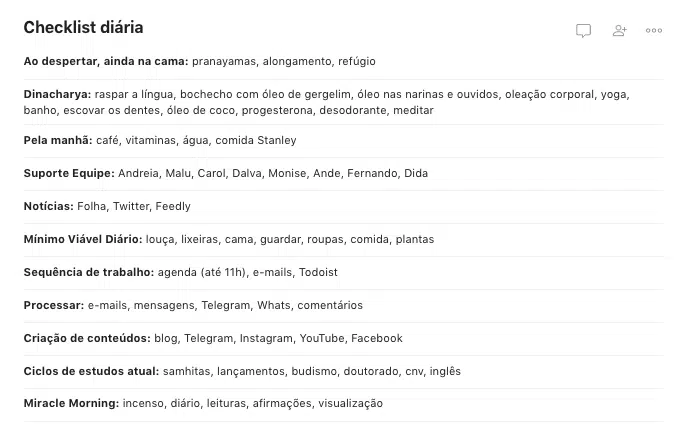 Checklist diária
Ao despertar, ainda na cama: pranayamas, alongamento, refúgio
Dinacharya: raspar a língua, bochecho com óleo de gergelim, óleo nas narinas e ouvidos, oleação corporal, yoga,
banho, escovar os dentes, óleo de coco, progesterona, desodorante, meditar
Pela manhã: café, vitaminas, água, comida Stanley
Suporte Equipe: Andreia, Malu, Carol, Dalva, Monise, Ande, Fernando, Dida
Notícias: Folha, Twitter, Feedly
Mínimo Viável Diário: louça, lixeiras, cama, guardar, roupas, comida, plantas
Sequência de trabalho: agenda (até 11h), e-mails, Todoist
Processar: e-mails, mensagens, Telegram, Whats, comentários
Criação de conteúdos: blog, Telegram, Instagram, YouTube, Facebook
Ciclos de estudos atual: samhitas, lançamentos, budismo, doutorado, cnv, inglês
Miracle Morning: incenso, diário, leituras, afirmações, visualização